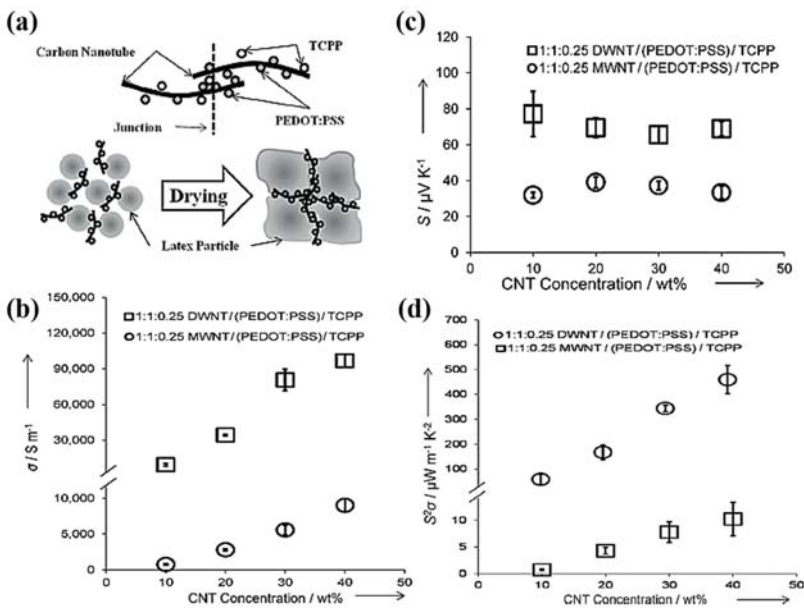 (a)
Carbon Nanotube
TCPP
PEDOT:PSS
Junction
Drying
Latex Particle
(b)
150,000
130,000
110,000
90,000
70,000
50,000
30,000
10,000
5,000
0
σ / S m⁻¹
1:1:0.25 DWNT/(PEDOT:PSS)/TCPP
1:1:0.25 MWNT/(PEDOT:PSS)/TCPP
0 10 20 30 40 50
CNT Concentration / wt%
(c)
120
100
80
60
40
20
0
S / μV K⁻¹
1:1:0.25 DWNT/(PEDOT:PSS)/TCPP
1:1:0.25 MWNT/(PEDOT:PSS)/TCPP
0 10 20 30 40 50
CNT Concentration / wt%
(d)
700
600
500
400
300
200
100
10
5
0
S²σ / μW m⁻¹ K⁻²
1:1:0.25 DWNT/(PEDOT:PSS)/TCPP
1:1:0.25 MWNT/(PEDOT:PSS)/TCPP
0 10 20 30 40 50
CNT Concentration / wt%